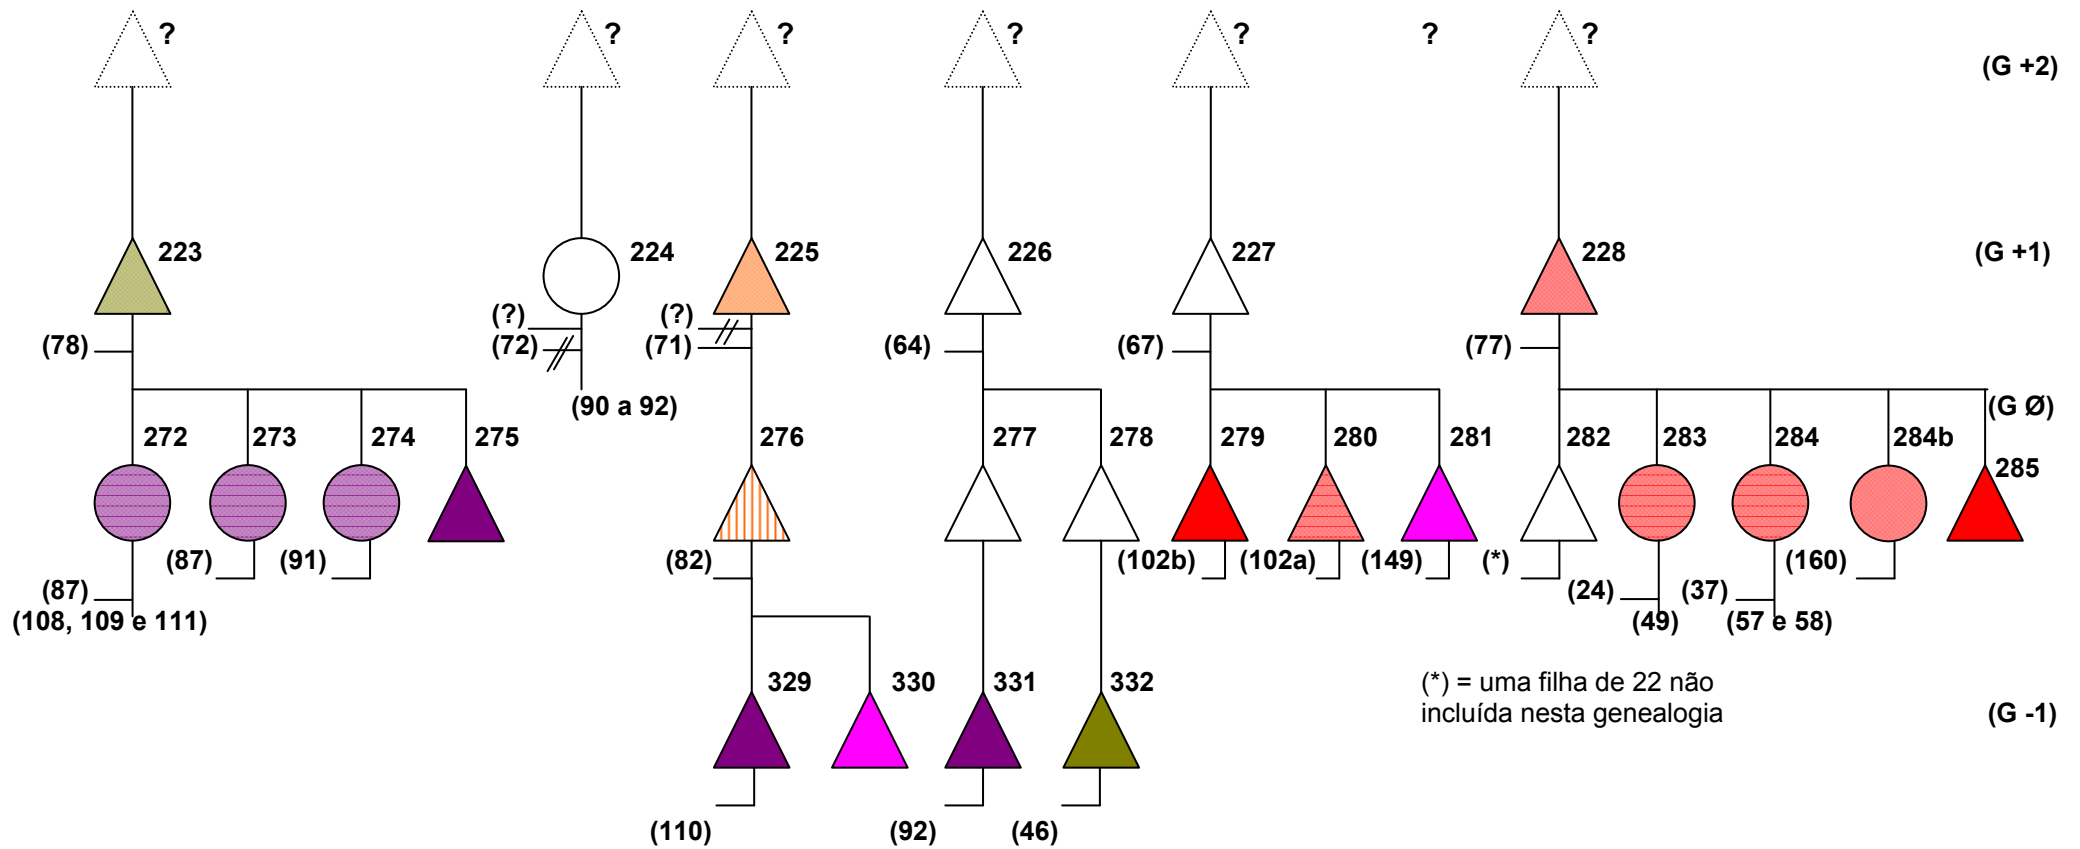 ? ? ? ? ? ? ? (G +2)
223 224 225 226 227 228 (G +1)
(?) (?)
(78) (72) (71) (64) (67) (77)
(90 a 92) (G Ø)
272 273 274 275 276 277 278 279 280 281 282 283 284 284b
285
(87) (91) (82) (102b) (102a) (149) (*) (160)
(87) (24) (37)
(108, 109 e 111) (49) (57 e 58)
329 330 331 332 (*) = uma filha de 22 não
incluída nesta genealogia (G -1)
(110) (92) (46)